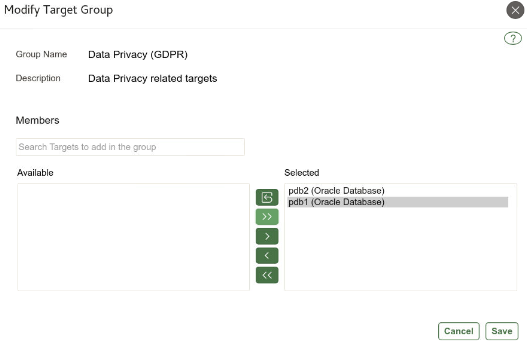 Modify Target Group
?
Group Name Data Privacy (GDPR)
Description Data Privacy related targets
Members
Search Targets to add in the group
Available
Selected
pdb2 (Oracle Database)
pdb1 (Oracle Database)
>>
>
<
<<
Cancel Save